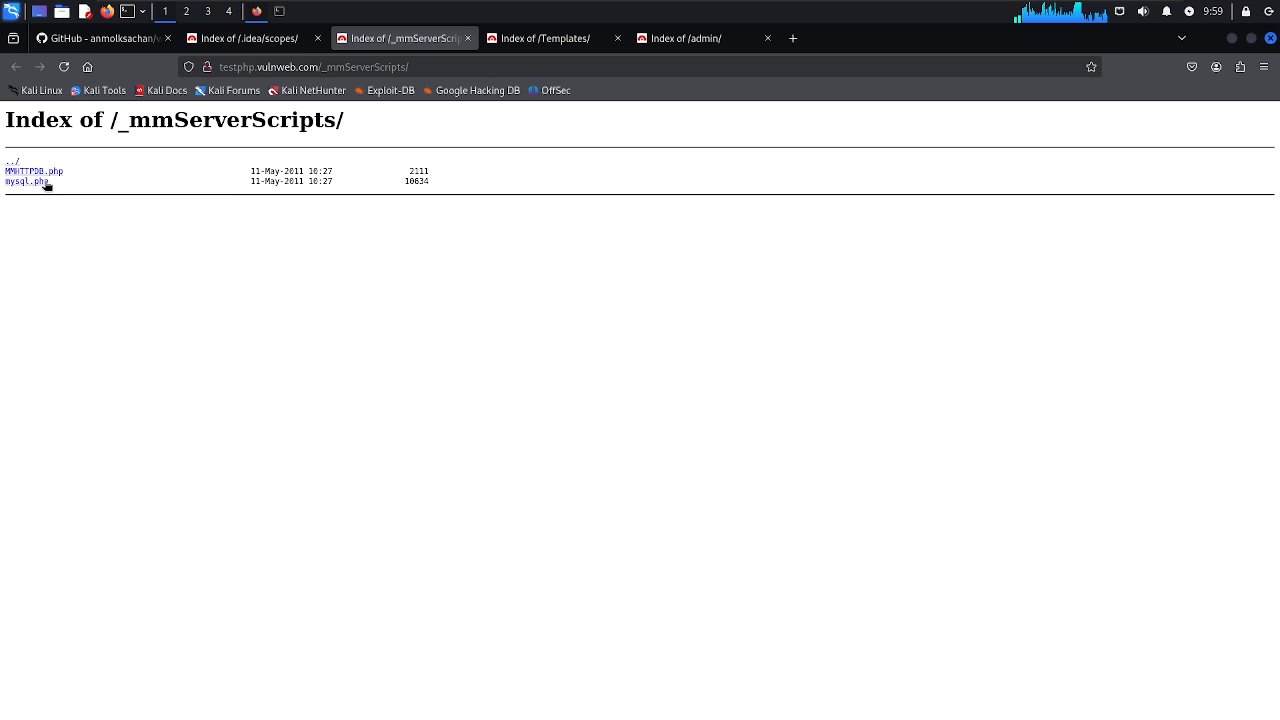 1 2 3 4 9:59
GitHub - anmolksachan/w Index of /.idea/scopes/ Index of /_mmServerScrip Index of /Templates/ Index of /admin/
testphp.vulnweb.com/_mmServerScripts/
Kali Linux Kali Tools Kali Docs Kali Forums Kali NetHunter Exploit-DB Google Hacking DB OffSec
Index of /_mmServerScripts/
../
MMHTTPDB.php 11-May-2011 10:27 2111
mysql.php 11-May-2011 10:27 10634